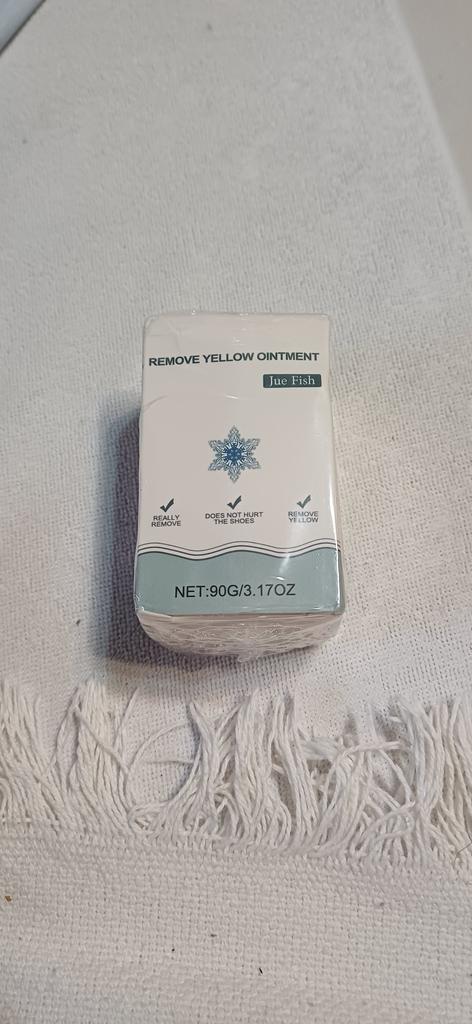 REMOVE YELLOW OINTMENT
Jue Fish
REALLY
REMOVE
DOES NOT HURT
THE SHOES
REMOVE
YELLOW
NET:90G/3.17OZ